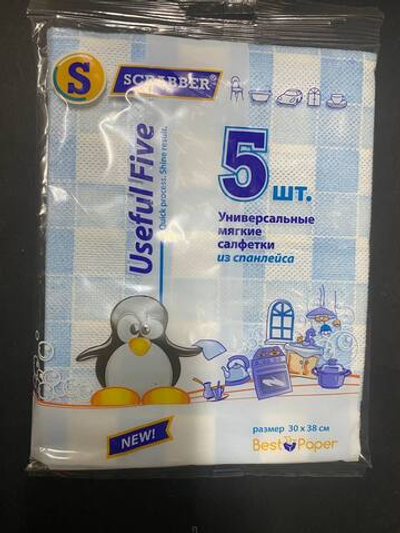 S
SCRABBER®
Useful Five
Quick process. Shine result.
5 шт.
Универсальные
мягкие
салфетки
из спанлейса
NEW!
размер 30 x 38 см
Best Paper